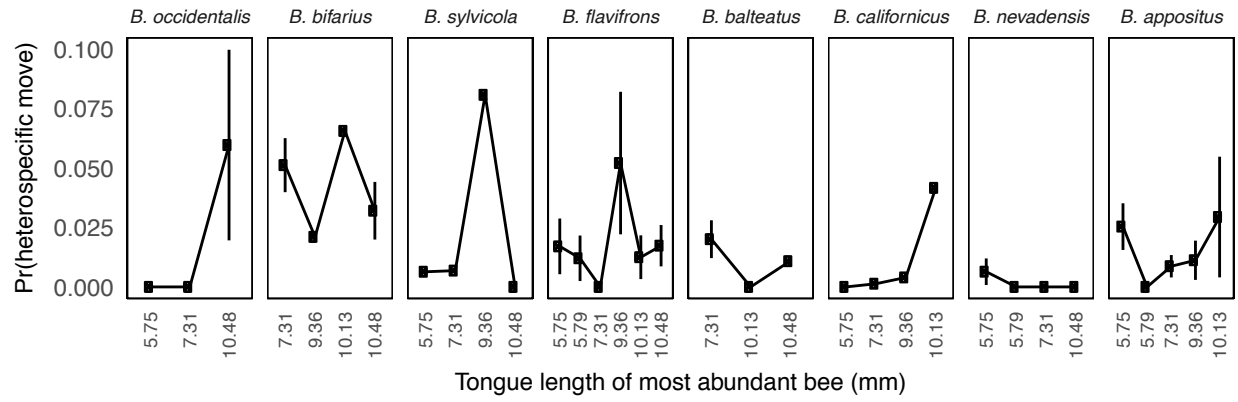 B. occidentalis B. bifarius B. sylvicola B. flavifrons B. balteatus B. californicus B. nevadensis B. appositus
Pr(heterospecific move)
0.100
0.075
0.050
0.025
0.000
5.75 7.31 10.48 7.31 9.36 10.13 10.48 5.75 7.31 9.36 10.48 5.75 5.79 7.31 9.36 10.13 10.48 7.31 10.13 10.48 5.75 7.31 9.36 10.13 5.75 5.79 7.31 10.48 5.75 5.79 7.31 9.36 10.13
Tongue length of most abundant bee (mm)